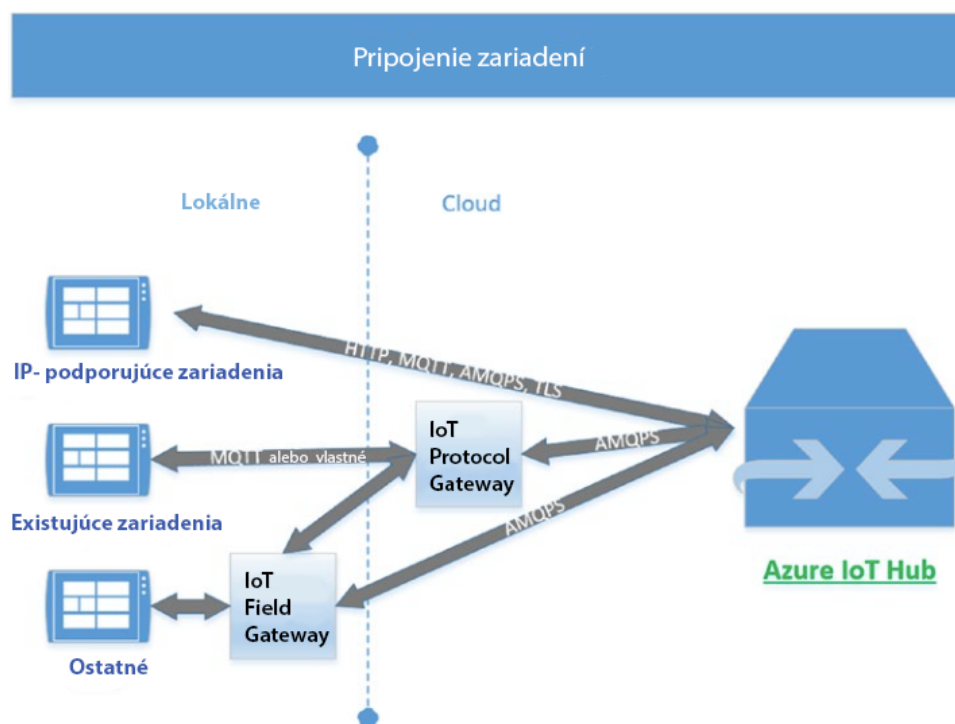 Pripojenie zariadení
Lokálne
Cloud
IP- podporujúce zariadenia
HTTP, MQTT, AMQPS, TLS
IoT
Protocol
Gateway
AMQPS
MQTT alebo vlastné
Existujúce zariadenia
AMQPS
IoT
Field
Gateway
Azure IoT Hub
Ostatné